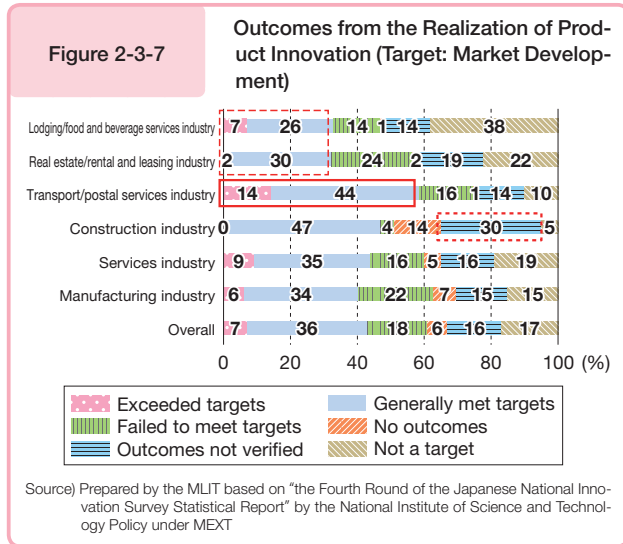 Figure 2-3-7
Outcomes from the Realization of Prod-
uct Innovation (Target: Market Develop-
ment)
Lodging/food and beverage services industry 7 26 14 1 14 38
Real estate/rental and leasing industry 2 30 24 2 19 22
Transport/postal services industry 14 44 16 1 14 10
Construction industry 0 47 4 14 30 5
Services industry 9 35 16 5 16 19
Manufacturing industry 6 34 22 7 15 15
Overall 7 36 18 6 16 17
0 20 40 60 80 100 (%)
Exceeded targets Generally met targets
Failed to meet targets No outcomes
Outcomes not verified Not a target
Source) Prepared by the MLIT based on “the Fourth Round of the Japanese National Inno-
vation Survey Statistical Report” by the National Institute of Science and Technol-
ogy Policy under MEXT